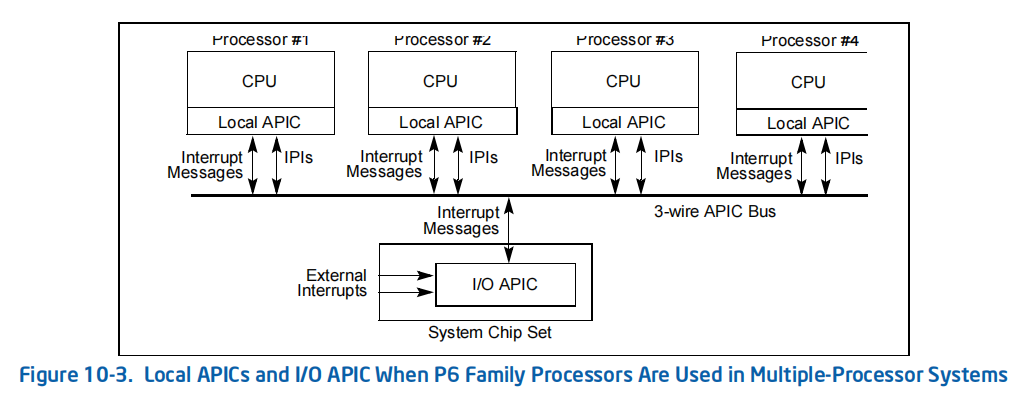 Processor #1 Processor #2 Processor #3 Processor #4
CPU CPU CPU CPU
Local APIC Local APIC Local APIC Local APIC
Interrupt Messages IPIs Interrupt Messages IPIs Interrupt Messages IPIs Interrupt Messages IPIs
3-wire APIC Bus
Interrupt
Messages
External
Interrupts
I/O APIC
System Chip Set
Figure 10-3. Local APICs and I/O APIC When P6 Family Processors Are Used in Multiple-Processor Systems